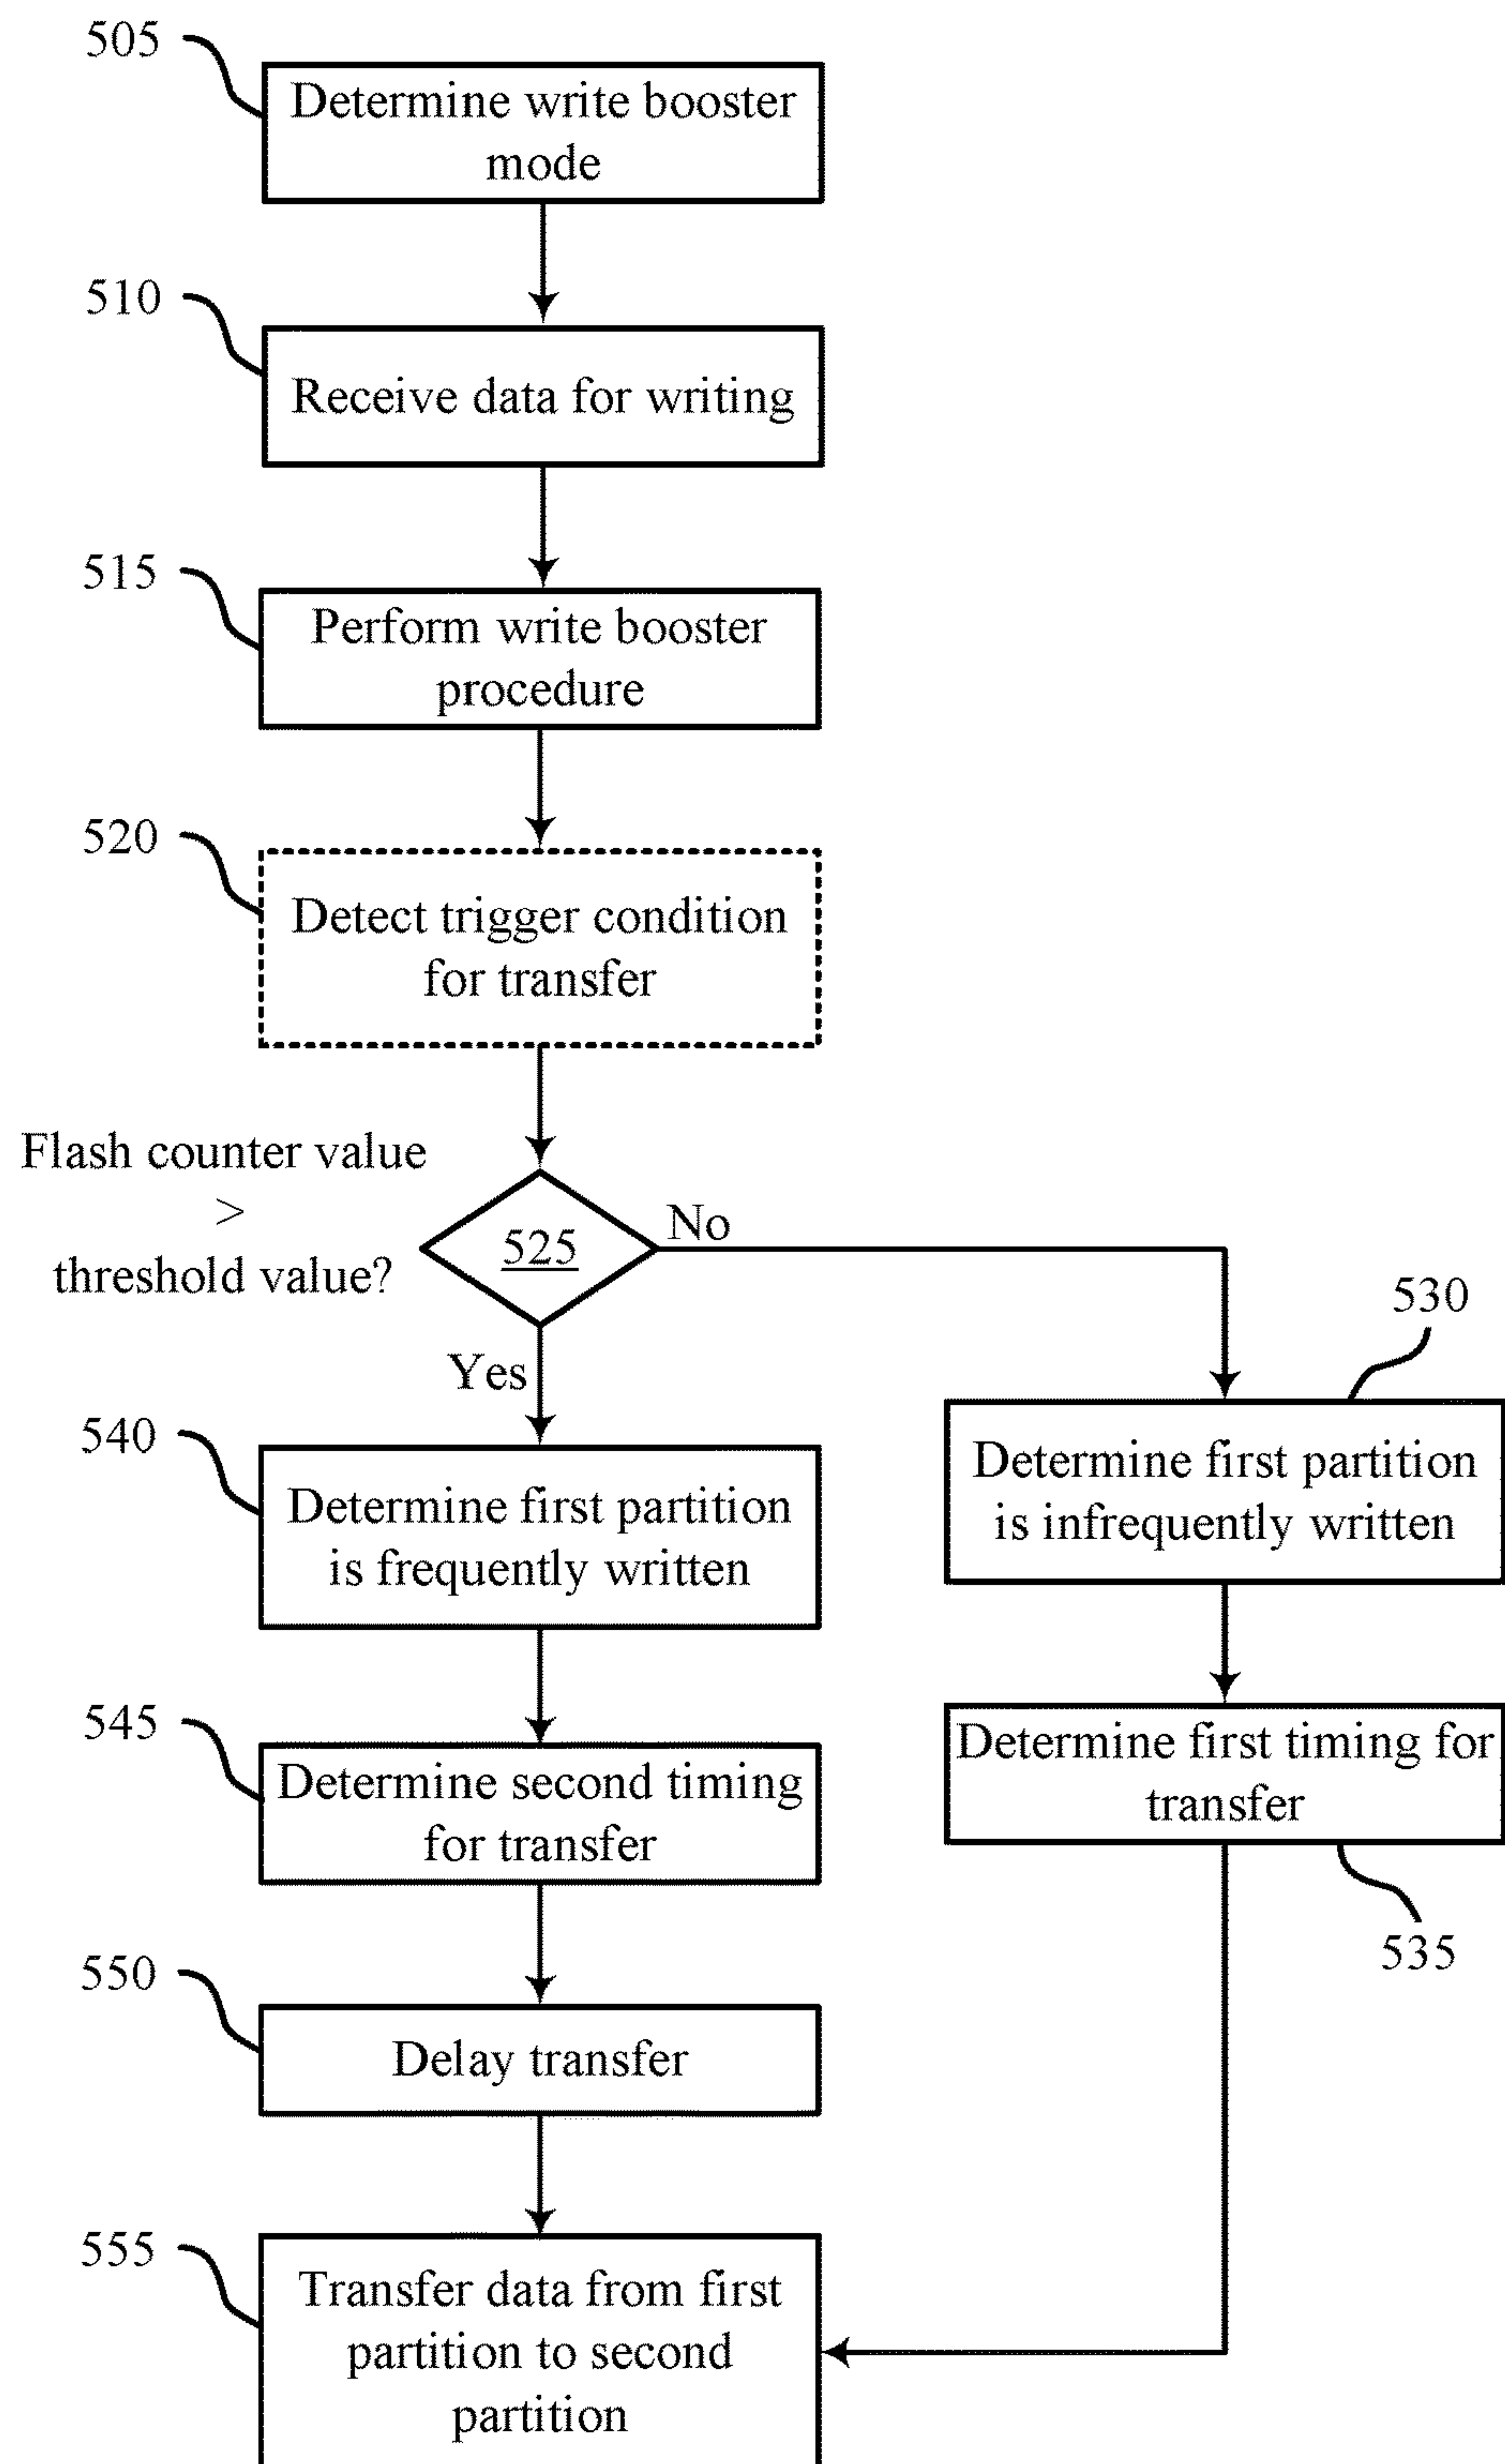 505
Determine write booster
mode
510
Receive data for writing
515
Perform write booster
procedure
520
Detect trigger condition
for transfer
Flash counter value
>
threshold value?
525
No
Yes
530
Determine first partition
is infrequently written
540
Determine first partition
is frequently written
535
Determine first timing for
transfer
545
Determine second timing
for transfer
550
Delay transfer
555
Transfer data from first
partition to second
partition